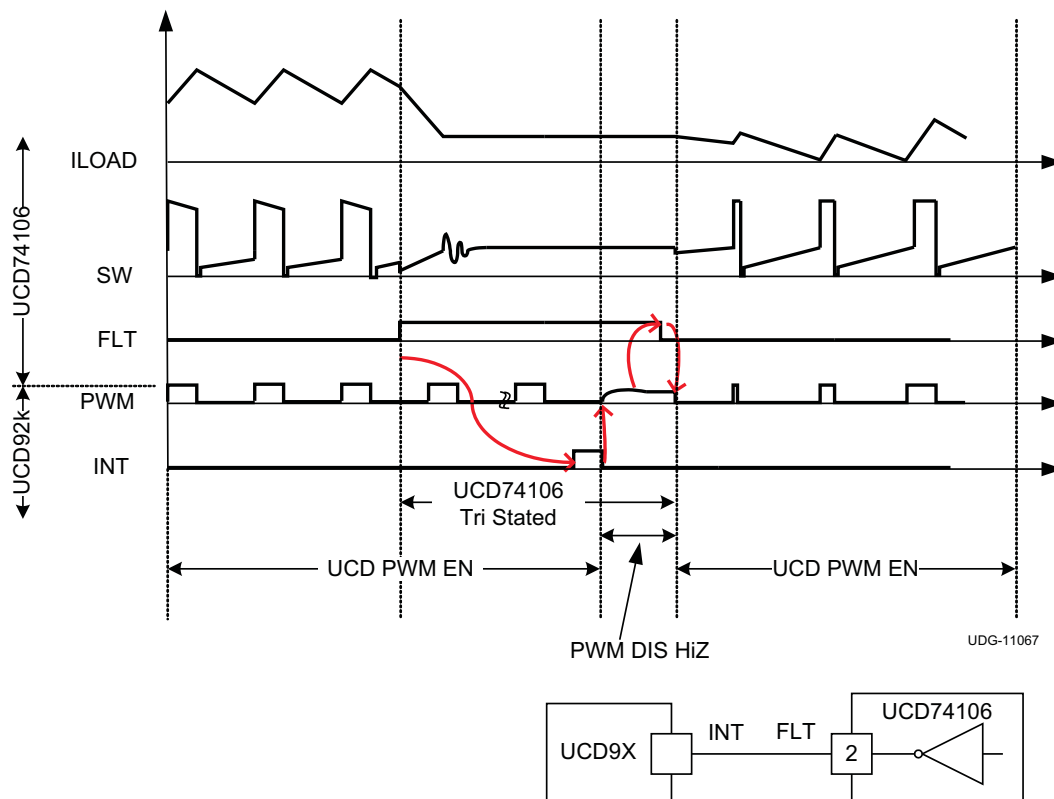 ILOAD
UCD74106
SW
FLT
PWM
UCD92k
INT
UCD74106
Tri Stated
UCD PWM EN
UCD PWM EN
PWM DIS HiZ
UDG-11067
UCD9X
INT
FLT
UCD74106
2